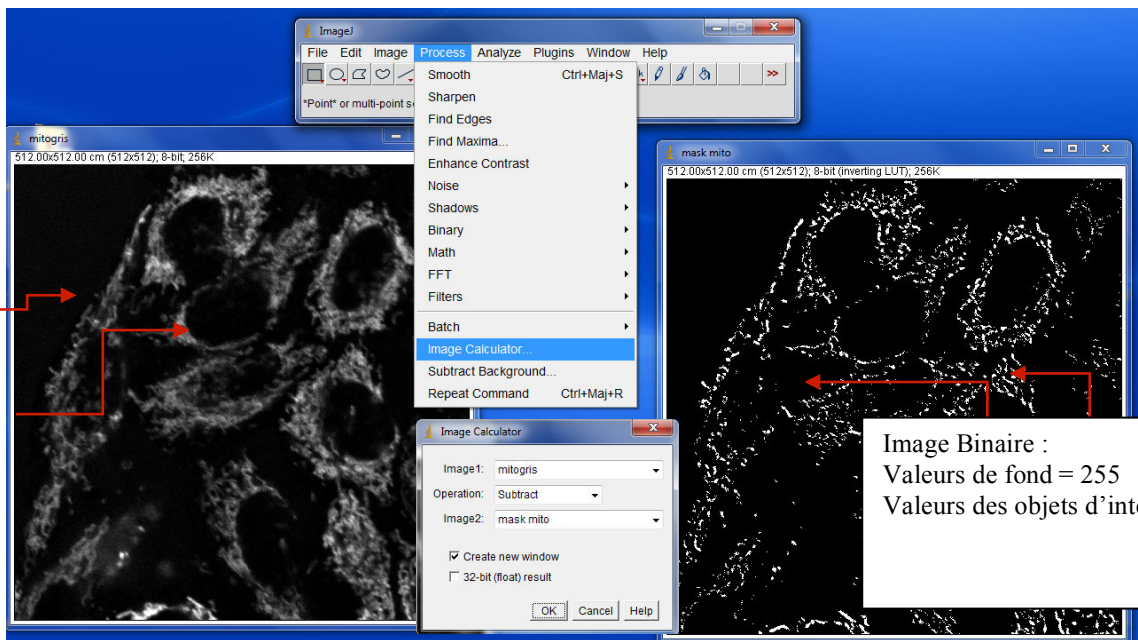 ImageJ
File Edit Image Process Analyze Plugins Window Help
*Point* or multi-point
Smooth Ctrl+Maj+S
Sharpen
Find Edges
Find Maxima...
Enhance Contrast
Noise
Shadows
Binary
Math
FFT
Filters
Batch
Image Calculator...
Subtract Background...
Repeat Command Ctrl+Maj+R
mitogris
512.00x512.00 cm (512x512); 8-bit; 256K
mask mito
512.00x512.00 cm (512x512); 8-bit (inverting LUT); 256K
Image Calculator
Image1: mitogris
Operation: Subtract
Image2: mask mito
Create new window
32-bit (float) result
OK Cancel Help
Image Binaire :
Valeurs de fond = 255
Valeurs des objets